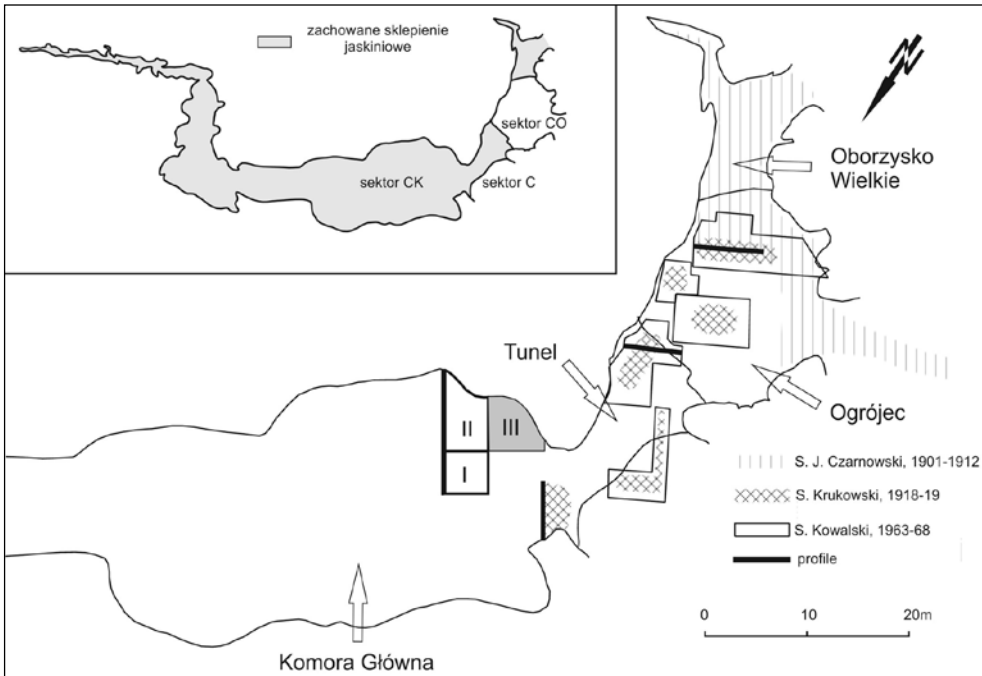 zachowane sklepienie
jaskiniowe
sektor CO
sektor CK
sektor C
N
Oborzysko
Wielkie
Tunel
Ogrójec
II
III
I
S. J. Czarnowski, 1901-1912
S. Krukowski, 1918-19
S. Kowalski, 1963-68
profile
0
10
20m
Komora Główna